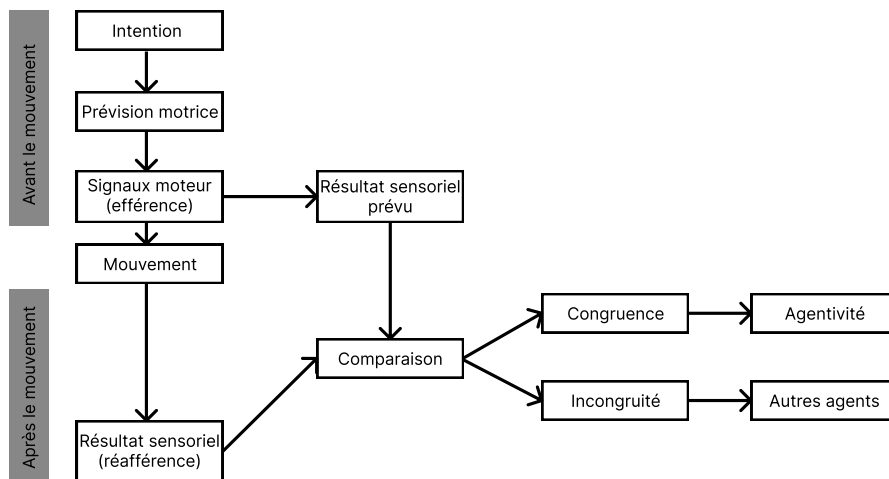 Avant le mouvement
Intention
Prévision motrice
Signaux moteur
(efférence)
Résultat sensoriel
prévu
Mouvement
Après le mouvement
Congruence
Agentivité
Comparaison
Incongruité
Autres agents
Résultat sensoriel
(réafférence)